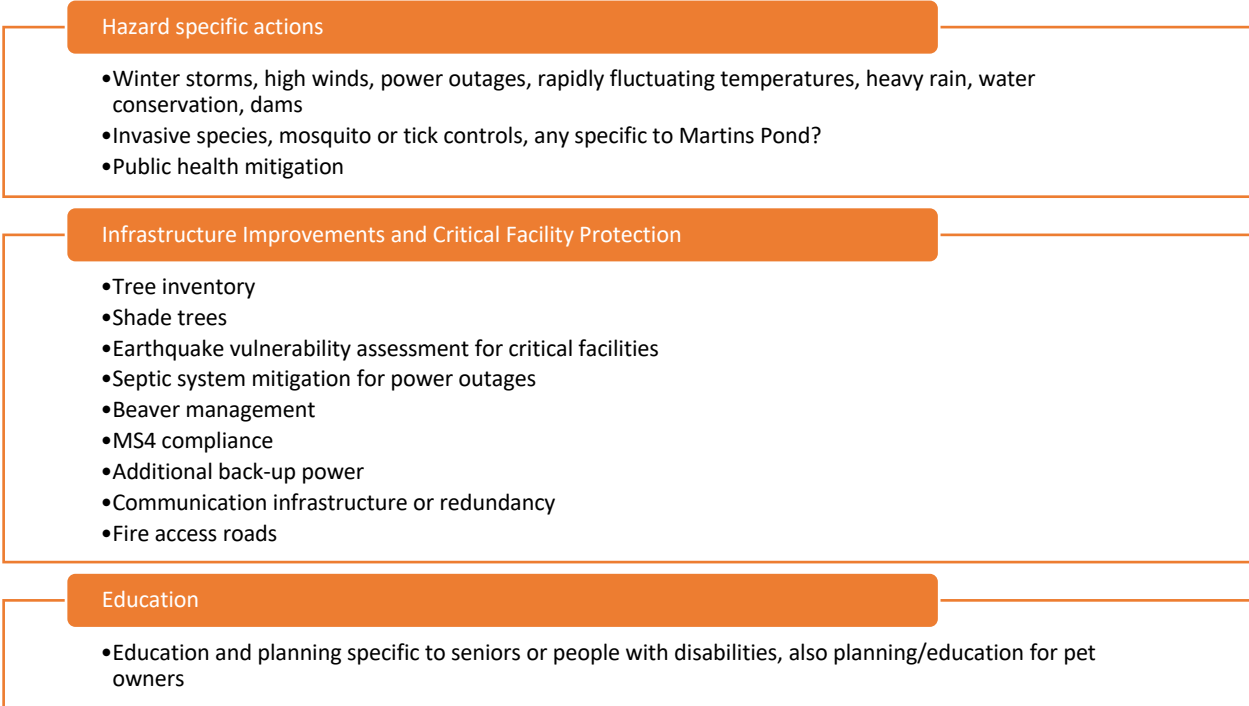 Hazard specific actions
•Winter storms, high winds, power outages, rapidly fluctuating temperatures, heavy rain, water
conservation, dams
•Invasive species, mosquito or tick controls, any specific to Martins Pond?
•Public health mitigation
Infrastructure Improvements and Critical Facility Protection
•Tree inventory
•Shade trees
•Earthquake vulnerability assessment for critical facilities
•Septic system mitigation for power outages
•Beaver management
•MS4 compliance
•Additional back-up power
•Communication infrastructure or redundancy
•Fire access roads
Education
•Education and planning specific to seniors or people with disabilities, also planning/education for pet
owners